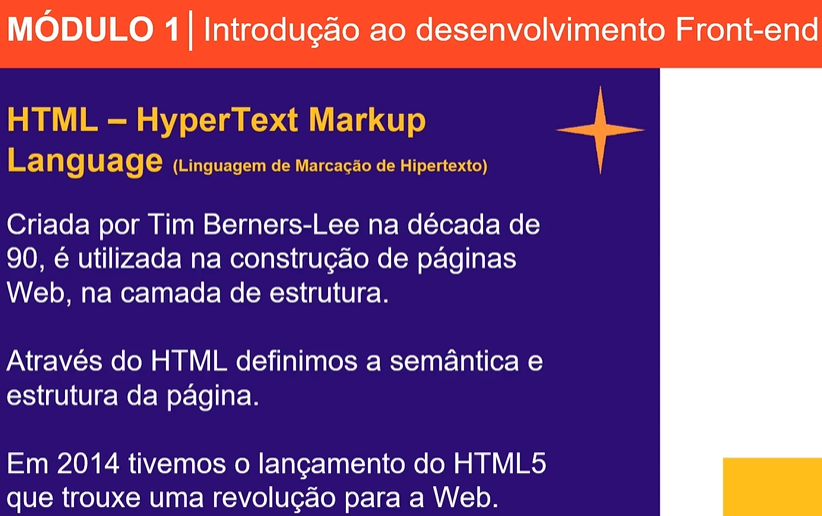 MÓDULO 1| Introdução ao desenvolvimento Front-end
HTML – HyperText Markup
Language (Linguagem de Marcação de Hipertexto)
Criada por Tim Berners-Lee na década de
90, é utilizada na construção de páginas
Web, na camada de estrutura.
Através do HTML definimos a semântica e
estrutura da página.
Em 2014 tivemos o lançamento do HTML5
que trouxe uma revolução para a Web.